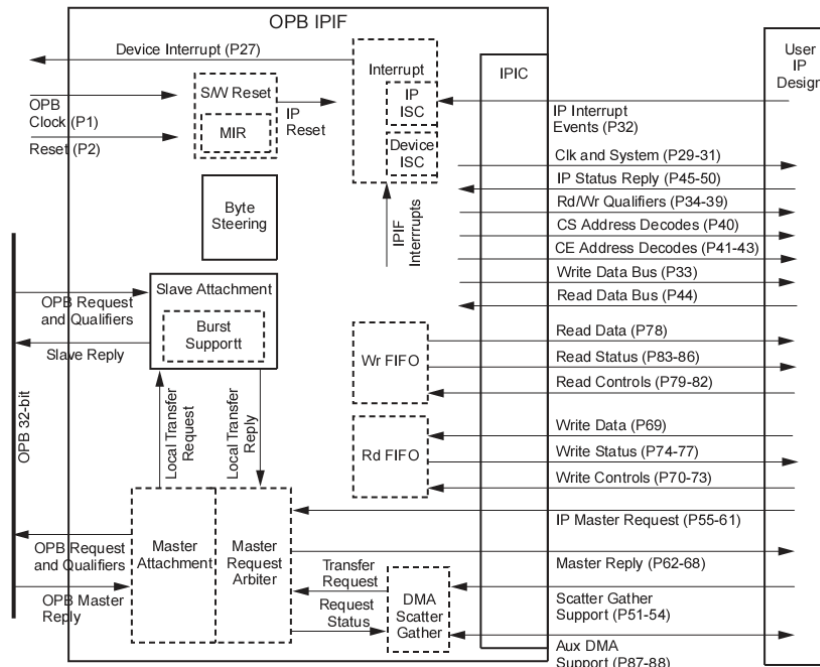 OPB IPIF
Device Interrupt (P27)
Interrupt
IPIC
User
IP
Design
S/W Reset
IP
ISC
OPB
Clock (P1)
MIR
IP
Reset
IP Interrupt
Events (P32)
Reset (P2)
Device
ISC
Clk and System (P29-31)
IP Status Reply (P45-50)
Byte
Steering
IPIF
Interrrupts
Rd/Wr Qualifiers (P34-39)
CS Address Decodes (P40)
CE Address Decodes (P41-43)
Write Data Bus (P33)
Read Data Bus (P44)
Slave Attachment
OPB Request
and Qualifiers
Burst
Supportt
Slave Reply
Wr FIFO
Read Data (P78)
Read Status (P83-86)
Read Controls (P79-82)
OPB 32-bit
Local Transfer
Request
Local Transfer
Reply
Rd FIFO
Write Data (P69)
Write Status (P74-77)
Write Controls (P70-73)
IP Master Request (P55-61)
OPB Request
and Qualifiers
Master
Attachment
Master
Request
Arbiter
Master Reply (P62-68)
Transfer
Request
OPB Master
Reply
Request
Status
DMA
Scatter
Gather
Scatter Gather
Support (P51-54)
Aux DMA
Support (P87-88)